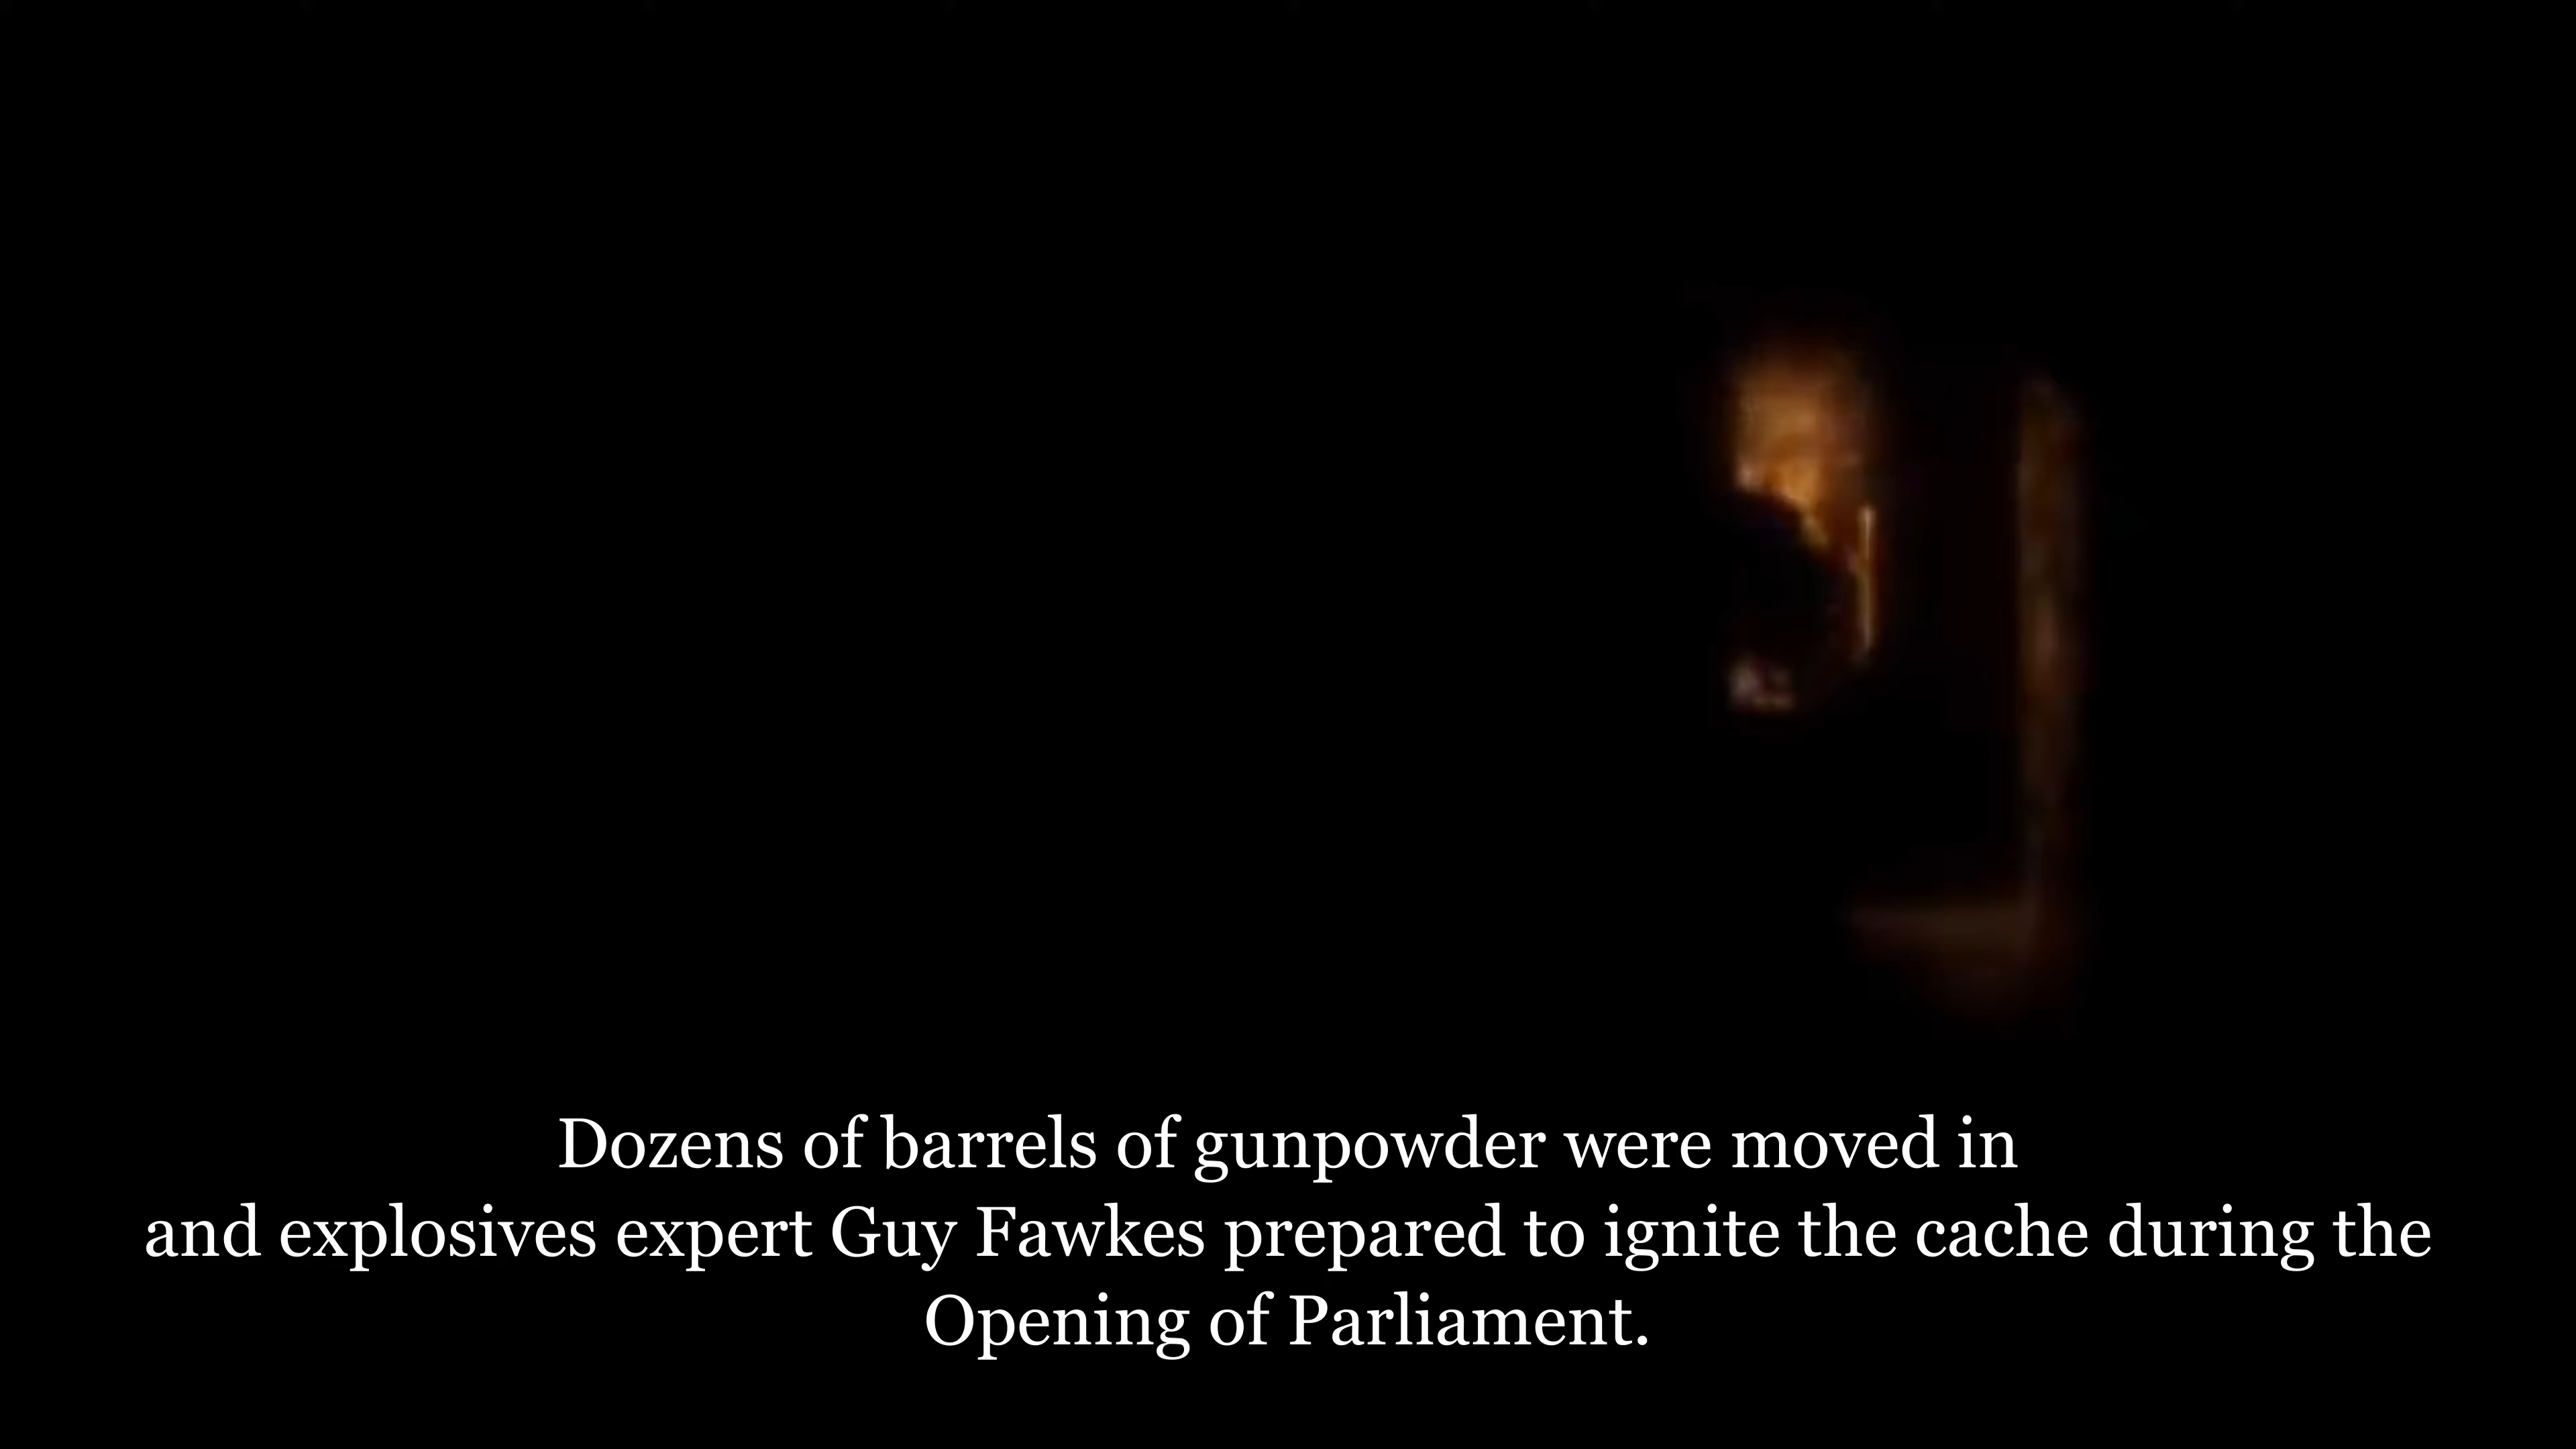 Dozens of barrels of gunpowder were moved in
and explosives expert Guy Fawkes prepared to ignite the cache during the
Opening of Parliament.